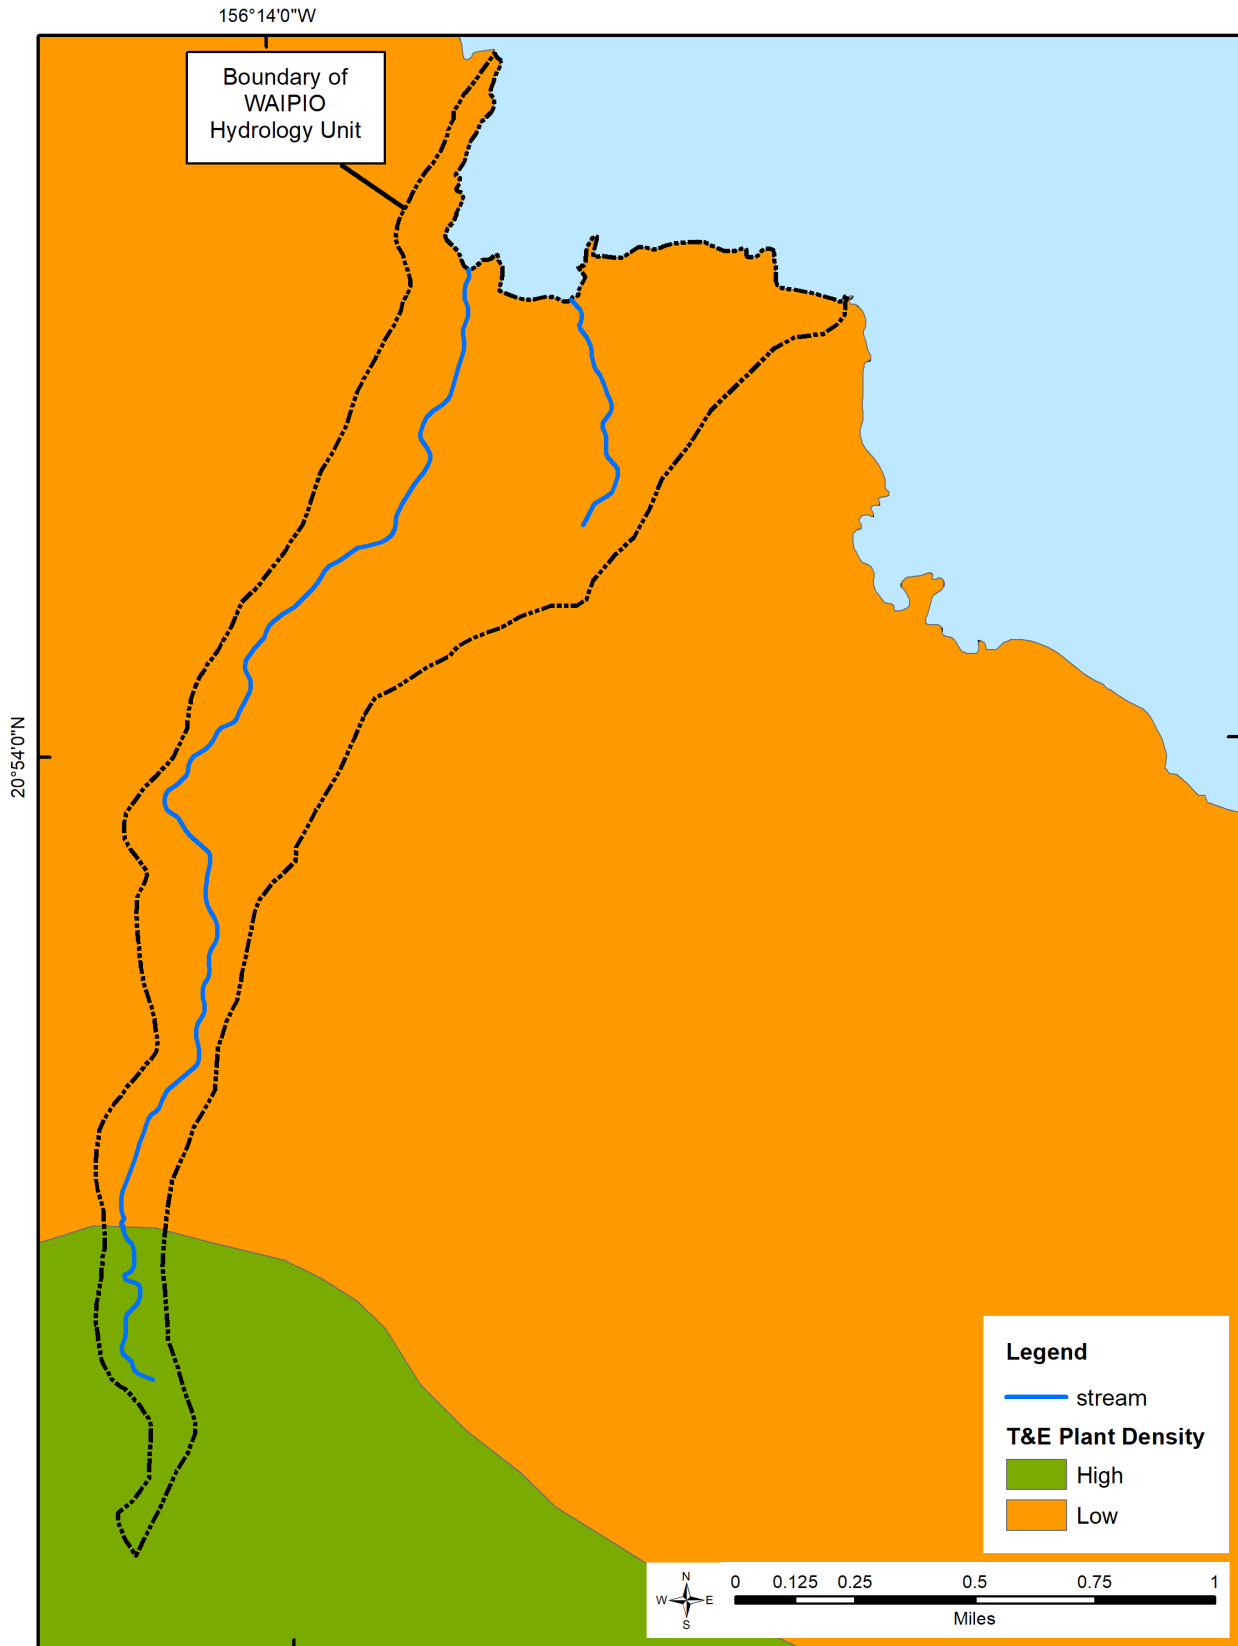 156°14'0"W
Boundary of
WAIPIO
Hydrology Unit
20°54'0"N
Legend
stream
T&E Plant Density
High
Low
N
W E
S
0 0.125 0.25 0.5 0.75 1
Miles